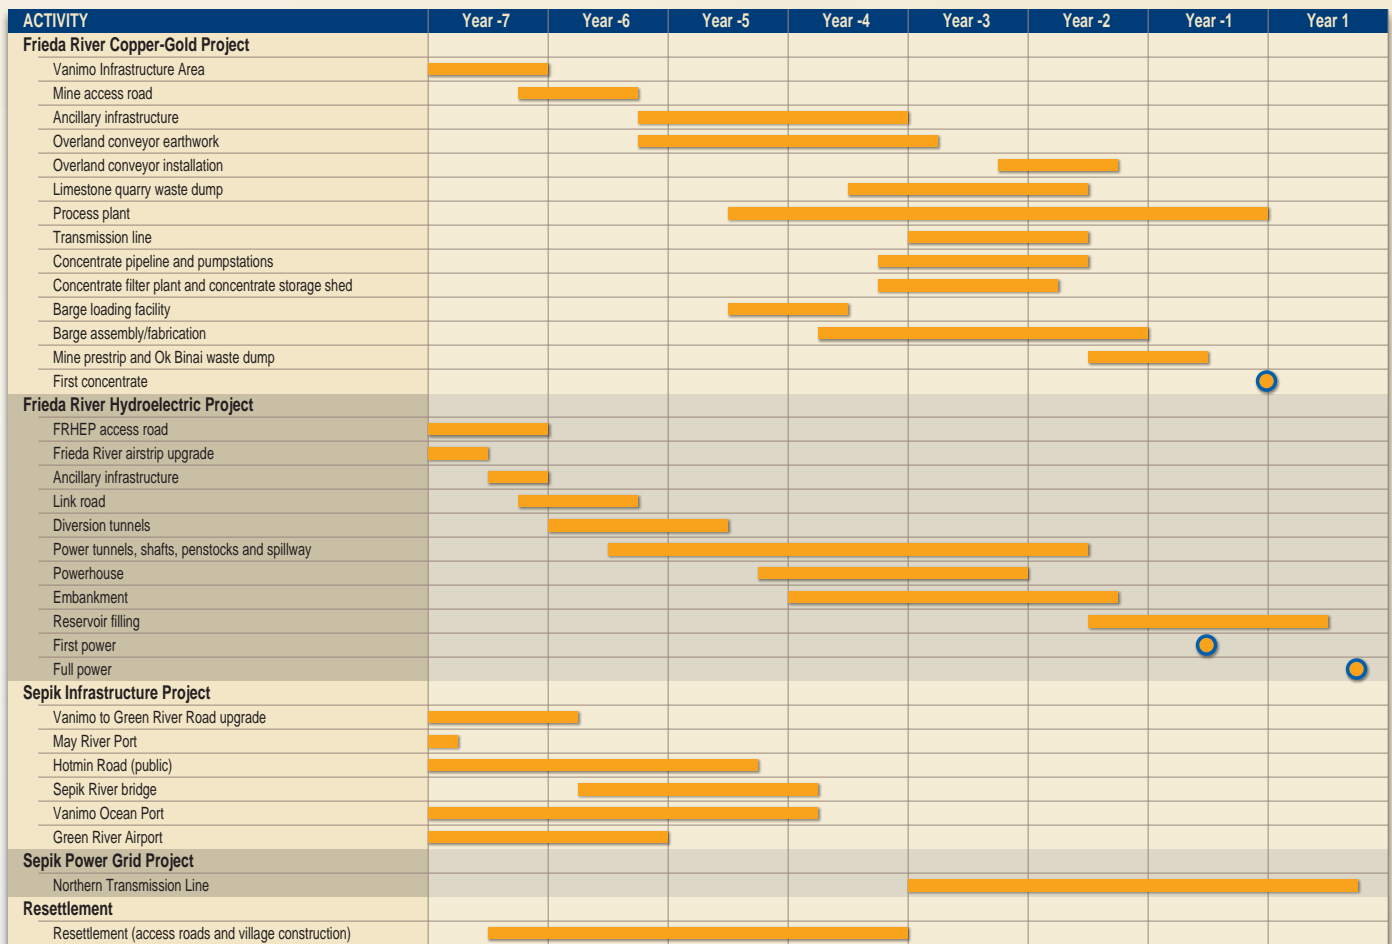 ACTIVITY Year -7 Year -6 Year -5 Year -4 Year -3 Year -2 Year -1 Year 1
Frieda River Copper-Gold Project
Vanimo Infrastructure Area
Mine access road
Ancillary infrastructure
Overland conveyor earthwork
Overland conveyor installation
Limestone quarry waste dump
Process plant
Transmission line
Concentrate pipeline and pumpstations
Concentrate filter plant and concentrate storage shed
Barge loading facility
Barge assembly/fabrication
Mine prestrip and Ok Binai waste dump
First concentrate
Frieda River Hydroelectric Project
FRHEP access road
Frieda River airstrip upgrade
Ancillary infrastructure
Link road
Diversion tunnels
Power tunnels, shafts, penstocks and spillway
Powerhouse
Embankment
Reservoir filling
First power
Full power
Sepik Infrastructure Project
Vanimo to Green River Road upgrade
May River Port
Hotmin Road (public)
Sepik River bridge
Vanimo Ocean Port
Green River Airport
Sepik Power Grid Project
Northern Transmission Line
Resettlement
Resettlement (access roads and village construction)